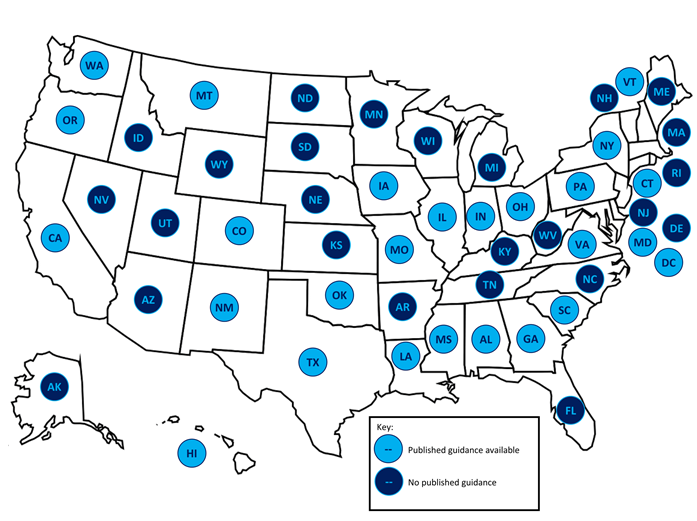 WA
VT
ME
MT
ND
NH
MN
OR
MA
ID
WI
NY
SD
WY
MI
RI
IA
PA
CT
NV
NE
OH
NJ
IL
IN
UT
CO
DE
WV
CA
KS
MO
VA
MD
KY
DC
NC
TN
OK
AZ
NM
AR
SC
MS
AL
GA
LA
TX
AK
FL
HI
Key:
-- Published guidance available
-- No published guidance